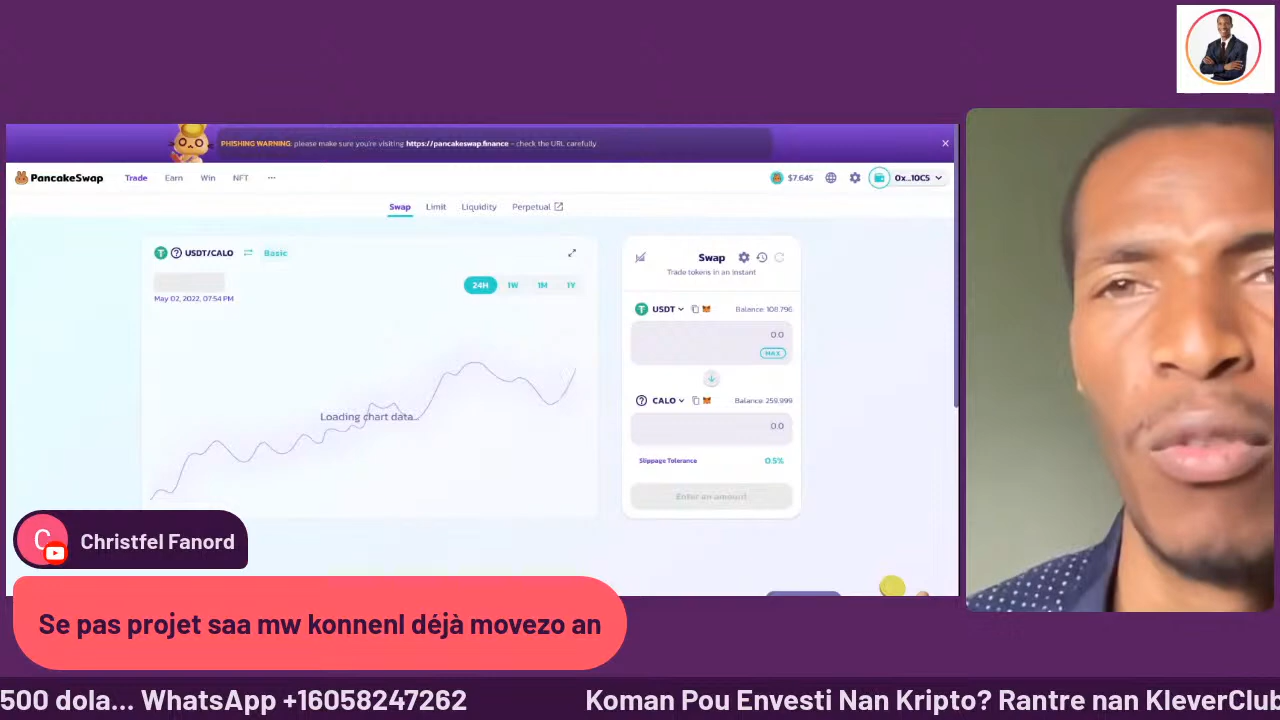 PHISHING WARNING: please make sure you're visiting https://pancakeswap.finance - check the URL carefully.
PancakeSwap
Trade
Earn
Win
NFT
$7.645
0x...10C5
Swap
Limit
Liquidity
Perpetual
USDT/CALO
Basic
May 02, 2022, 07:54 PM
24H
1W
1M
1Y
Loading chart data...
Swap
Trade tokens in an instant
USDT
Balance: 108.796
0.0
MAX
CALO
Balance: 259.999
0.0
Slippage Tolerance
0.5%
Enter an amount
C
Christfel Fanord
Se pas projet saa mw konnenl déjà movezo an
500 dola... WhatsApp +16058247262
Koman Pou Envesti Nan Kripto? Rantre nan KleverClub